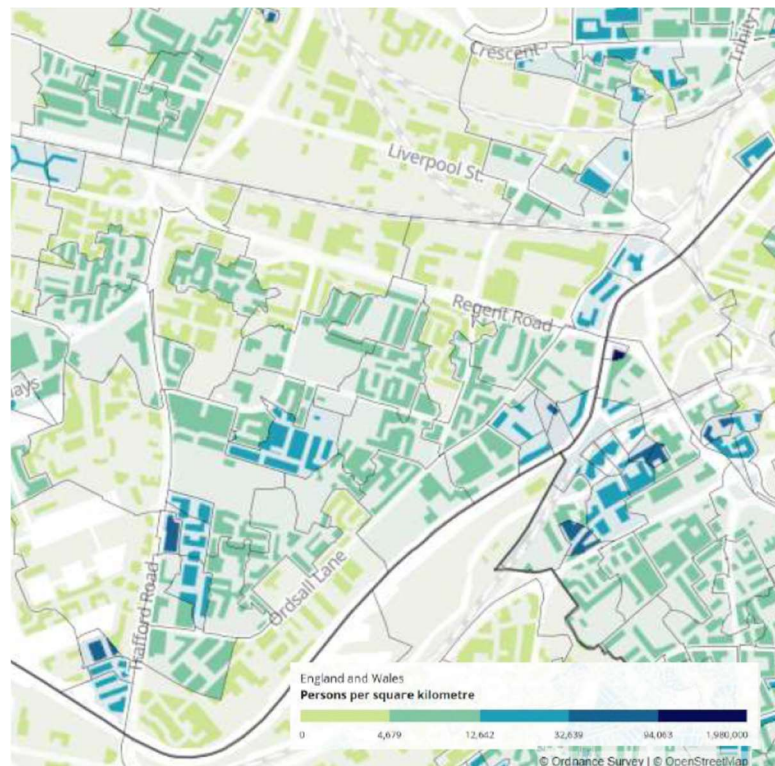 Crescent
Trinity
Liverpool St.
Regent Road
ays
Ordsall Lane
Hafford Road
England and Wales
Persons per square kilometre
0 4,679 12,642 32,639 94,063 1,980,000
© Ordnance Survey | © OpenStreetMap